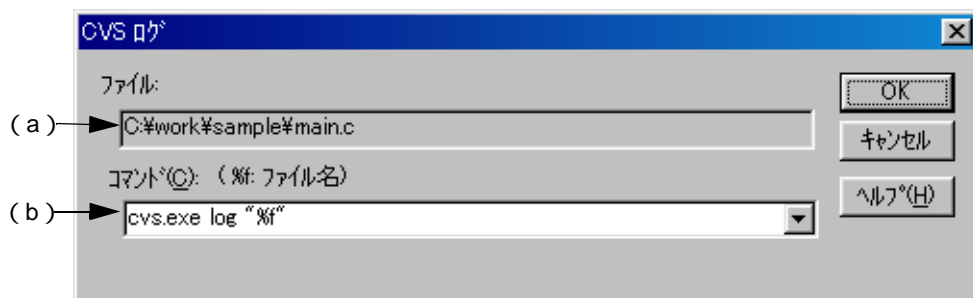 CVS ﾛｸﾞ
ﾌｧｲﾙ:
(a) C:¥work¥sample¥main.c
OK
ｷｬﾝｾﾙ
ｺﾏﾝﾄﾞ(C): (%f: ﾌｧｲﾙ名)
ﾍﾙﾌﾟ(H)
(b) cvs.exe log "%f"